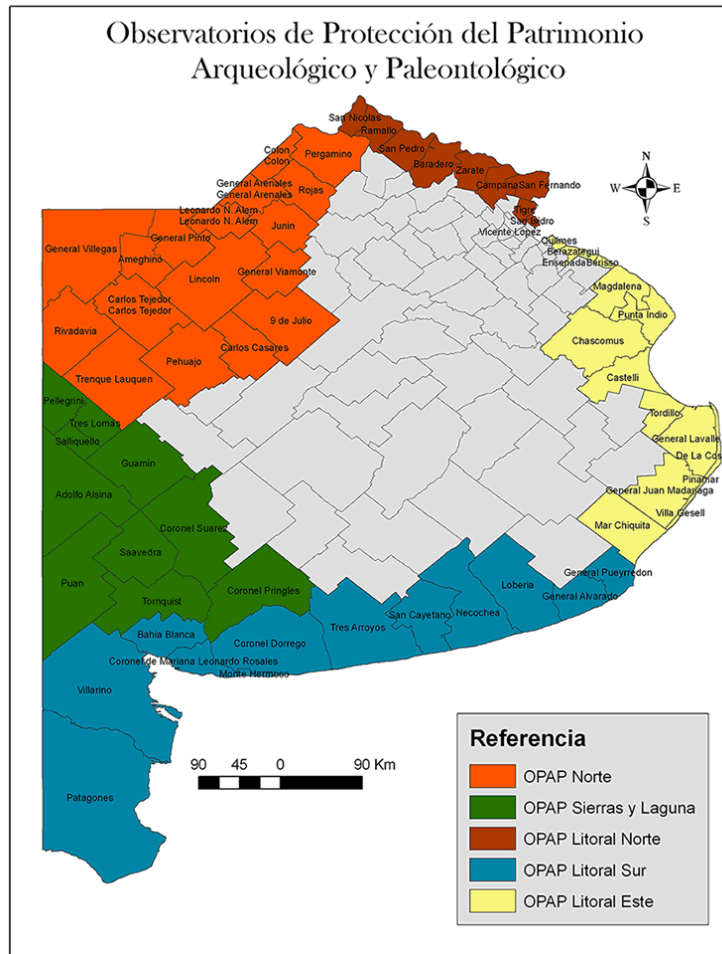 Observatorios de Protección del Patrimonio
Arqueológico y Paleontológico
San Nicolas
Ramallo
San Pedro
Baradero
Zarate
Campana
San Fernando
Tigre
San Isidro
Vicente Lopez
N
W
E
S
Colon
Colon
Pergamino
General Arenales
General Arenales
Rojas
Leonardo N. Alem
Leonardo N. Alem
Junin
General Villegas
General Pinto
Ameghino
Lincoln
General Viamonte
Carlos Tejedor
Carlos Tejedor
Rivadavia
9 de Julio
Pehuajo
Carlos Casares
Trenque Lauquen
Quilmes
Berazategui
Ensenada
Berisso
Magdalena
Punta Indio
Chascomus
Castelli
Tordillo
General Lavalle
De La Cos
Pinamar
General Juan Madariaga
Villa Gesell
Mar Chiquita
Pellegrini
Tres Lomas
Salliquello
Guamin
Adolfo Alsina
Coronel Suarez
Saavedra
Puan
Tornquist
Coronel Pringles
General Pueyrredon
Loberia
General Alvarado
Necochea
San Cayetano
Tres Arroyos
Coronel Dorrego
Bahia Blanca
Coronel de Mariana Leonardo Rosales
Monte Hermoso
Villarino
Patagones
90 45 0 90 Km
Referencia
OPAP Norte
OPAP Sierras y Laguna
OPAP Litoral Norte
OPAP Litoral Sur
OPAP Litoral Este